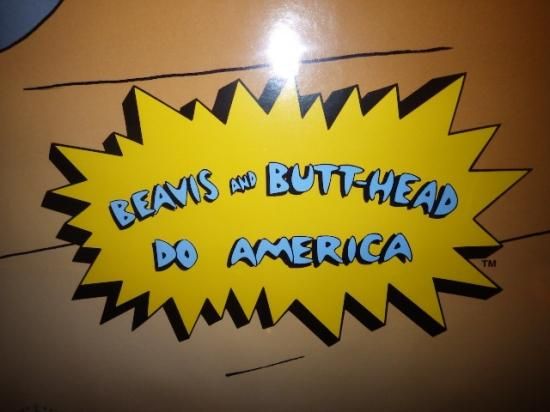 BEAVIS AND BUTT-HEAD
DO AMERICA
TM